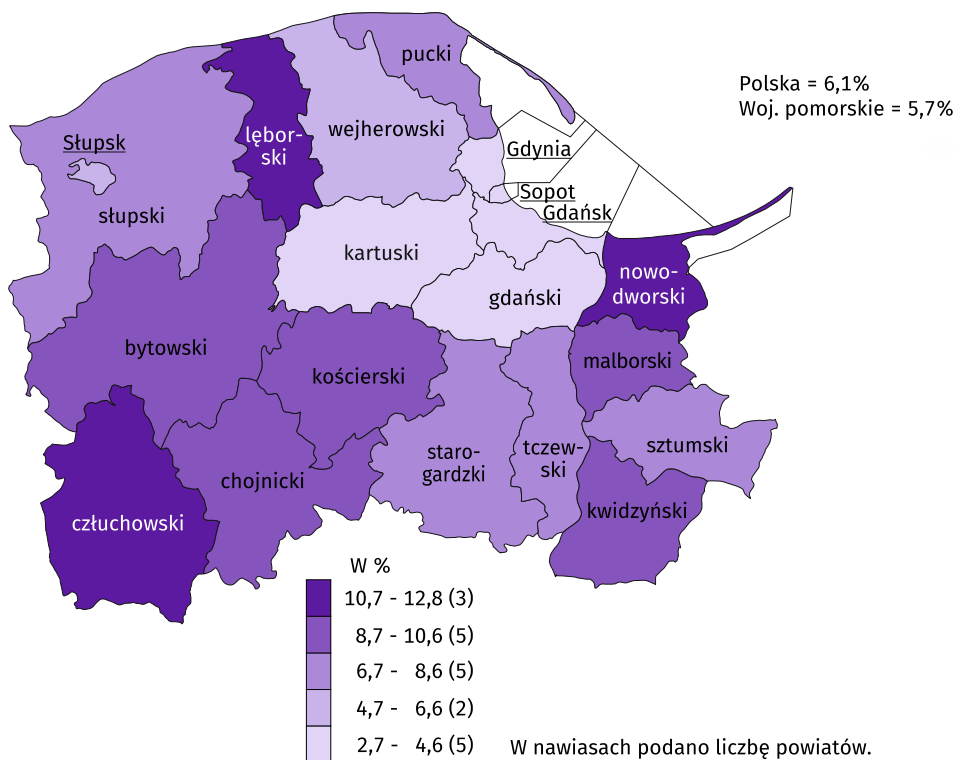 pucki
Polska = 6,1%
Woj. pomorskie = 5,7%
lębor-
ski
wejherowski
Słupsk
Gdynia
Sopot
Gdańsk
słupski
kartuski
nowo-
dworski
gdański
bytowski
kościerski
malborski
staro-
gardzki
tczew-
ski
sztumski
chojnicki
człuchowski
kwidzyński
W %
10,7 - 12,8 (3)
8,7 - 10,6 (5)
6,7 - 8,6 (5)
4,7 - 6,6 (2)
2,7 - 4,6 (5)
W nawiasach podano liczbę powiatów.